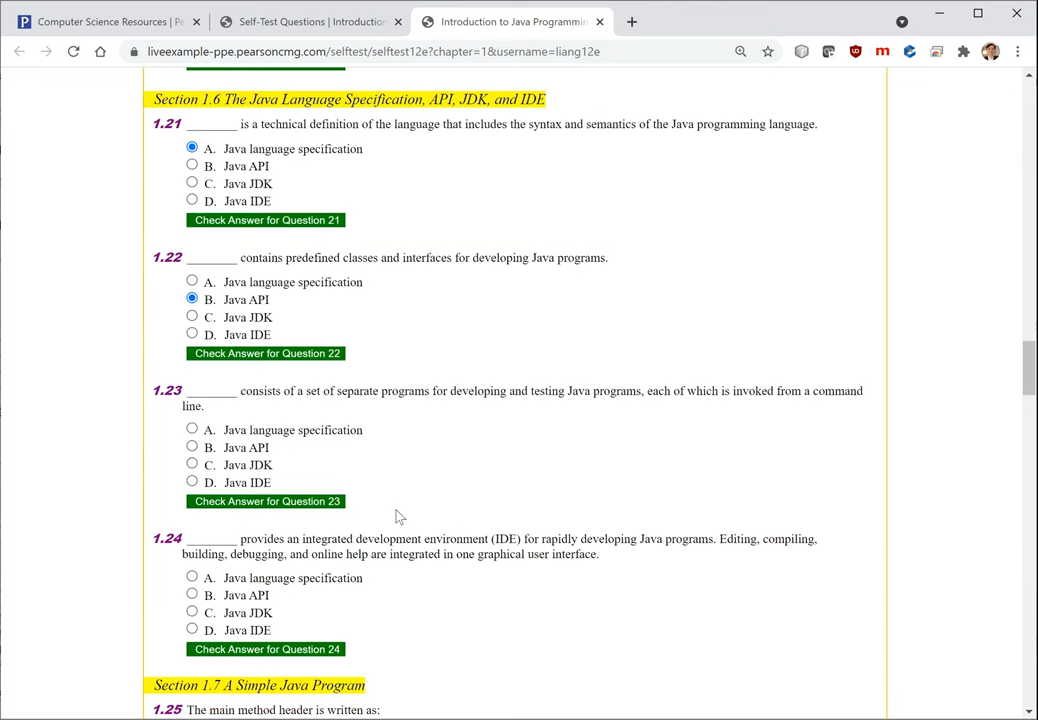 Computer Science Resources | Pe
Self-Test Questions | Introduction
Introduction to Java Programmin
liveexample-ppe.pearsoncmg.com/selftest/selftest12e?chapter=1&username=liang12e
Section 1.6 The Java Language Specification, API, JDK, and IDE
1.21 ________ is a technical definition of the language that includes the syntax and semantics of the Java programming language.
A. Java language specification
B. Java API
C. Java JDK
D. Java IDE
Check Answer for Question 21
1.22 ________ contains predefined classes and interfaces for developing Java programs.
A. Java language specification
B. Java API
C. Java JDK
D. Java IDE
Check Answer for Question 22
1.23 ________ consists of a set of separate programs for developing and testing Java programs, each of which is invoked from a command
line.
A. Java language specification
B. Java API
C. Java JDK
D. Java IDE
Check Answer for Question 23
1.24 ________ provides an integrated development environment (IDE) for rapidly developing Java programs. Editing, compiling,
building, debugging, and online help are integrated in one graphical user interface.
A. Java language specification
B. Java API
C. Java JDK
D. Java IDE
Check Answer for Question 24
Section 1.7 A Simple Java Program
1.25 The main method header is written as: